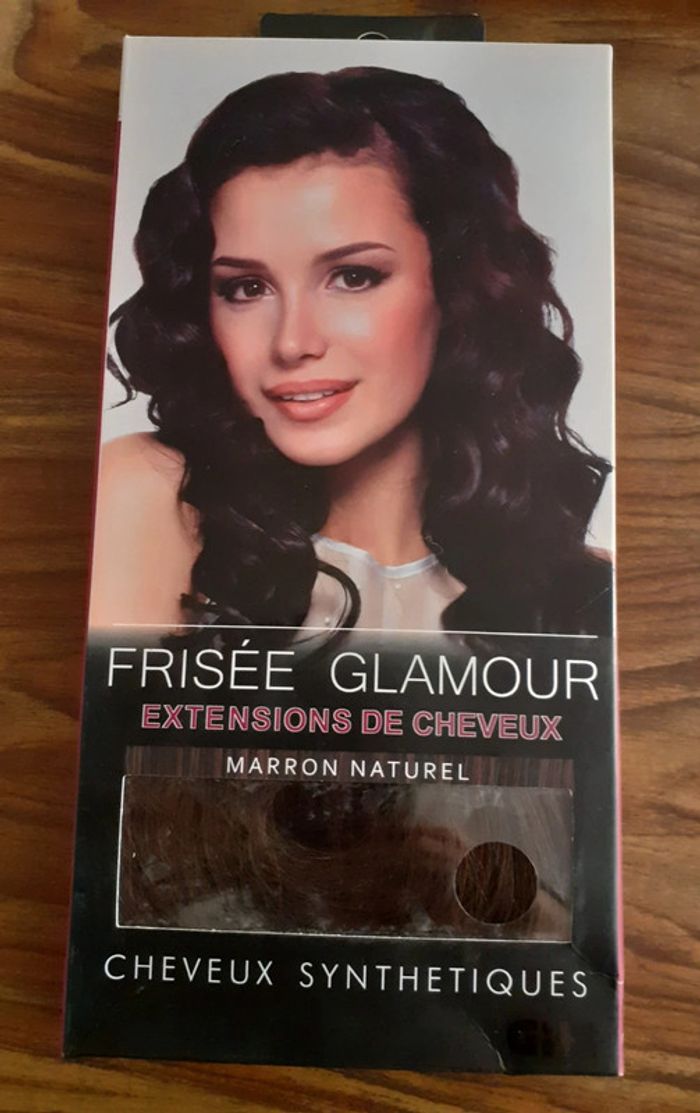 FRISÉE GLAMOUR
EXTENSIONS DE CHEVEUX
MARRON NATUREL
CHEVEUX SYNTHETIQUES